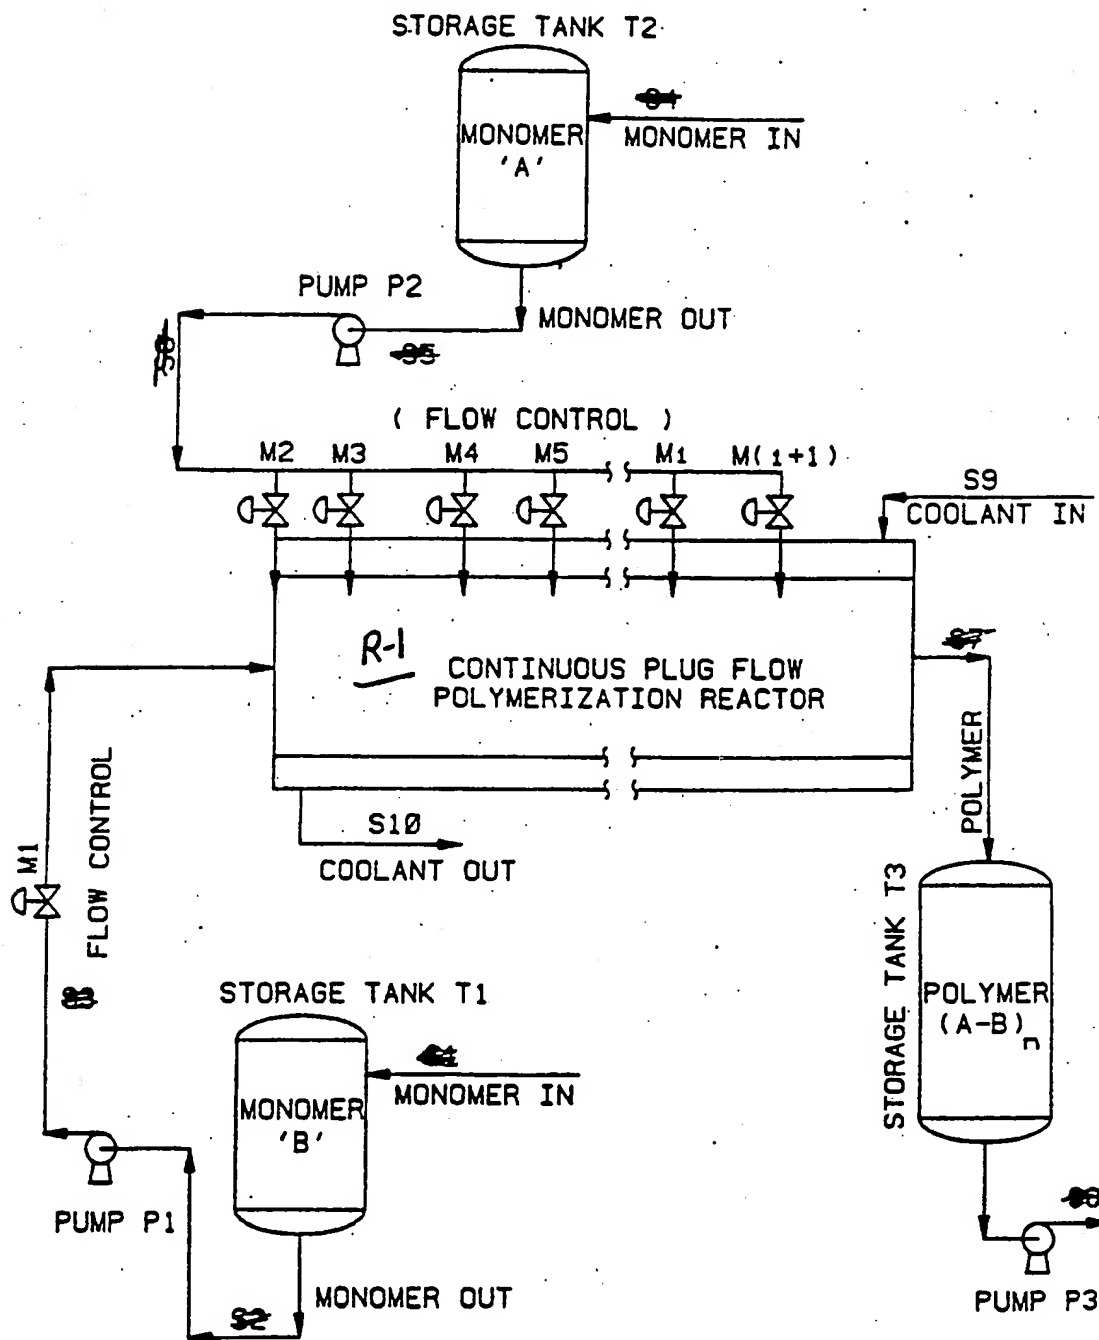 STORAGE TANK T2
MONOMER
'A'
MONOMER IN
PUMP P2
MONOMER OUT
S5
( FLOW CONTROL )
M2 M3 M4 M5 Mi M(i+1)
S9
COOLANT IN
R-1
CONTINUOUS PLUG FLOW
POLYMERIZATION REACTOR
S10
COOLANT OUT
POLYMER
M1
FLOW CONTROL
STORAGE TANK T3
POLYMER
(A-B)n
STORAGE TANK T1
MONOMER
'B'
MONOMER IN
PUMP P1
MONOMER OUT
S2
PUMP P3